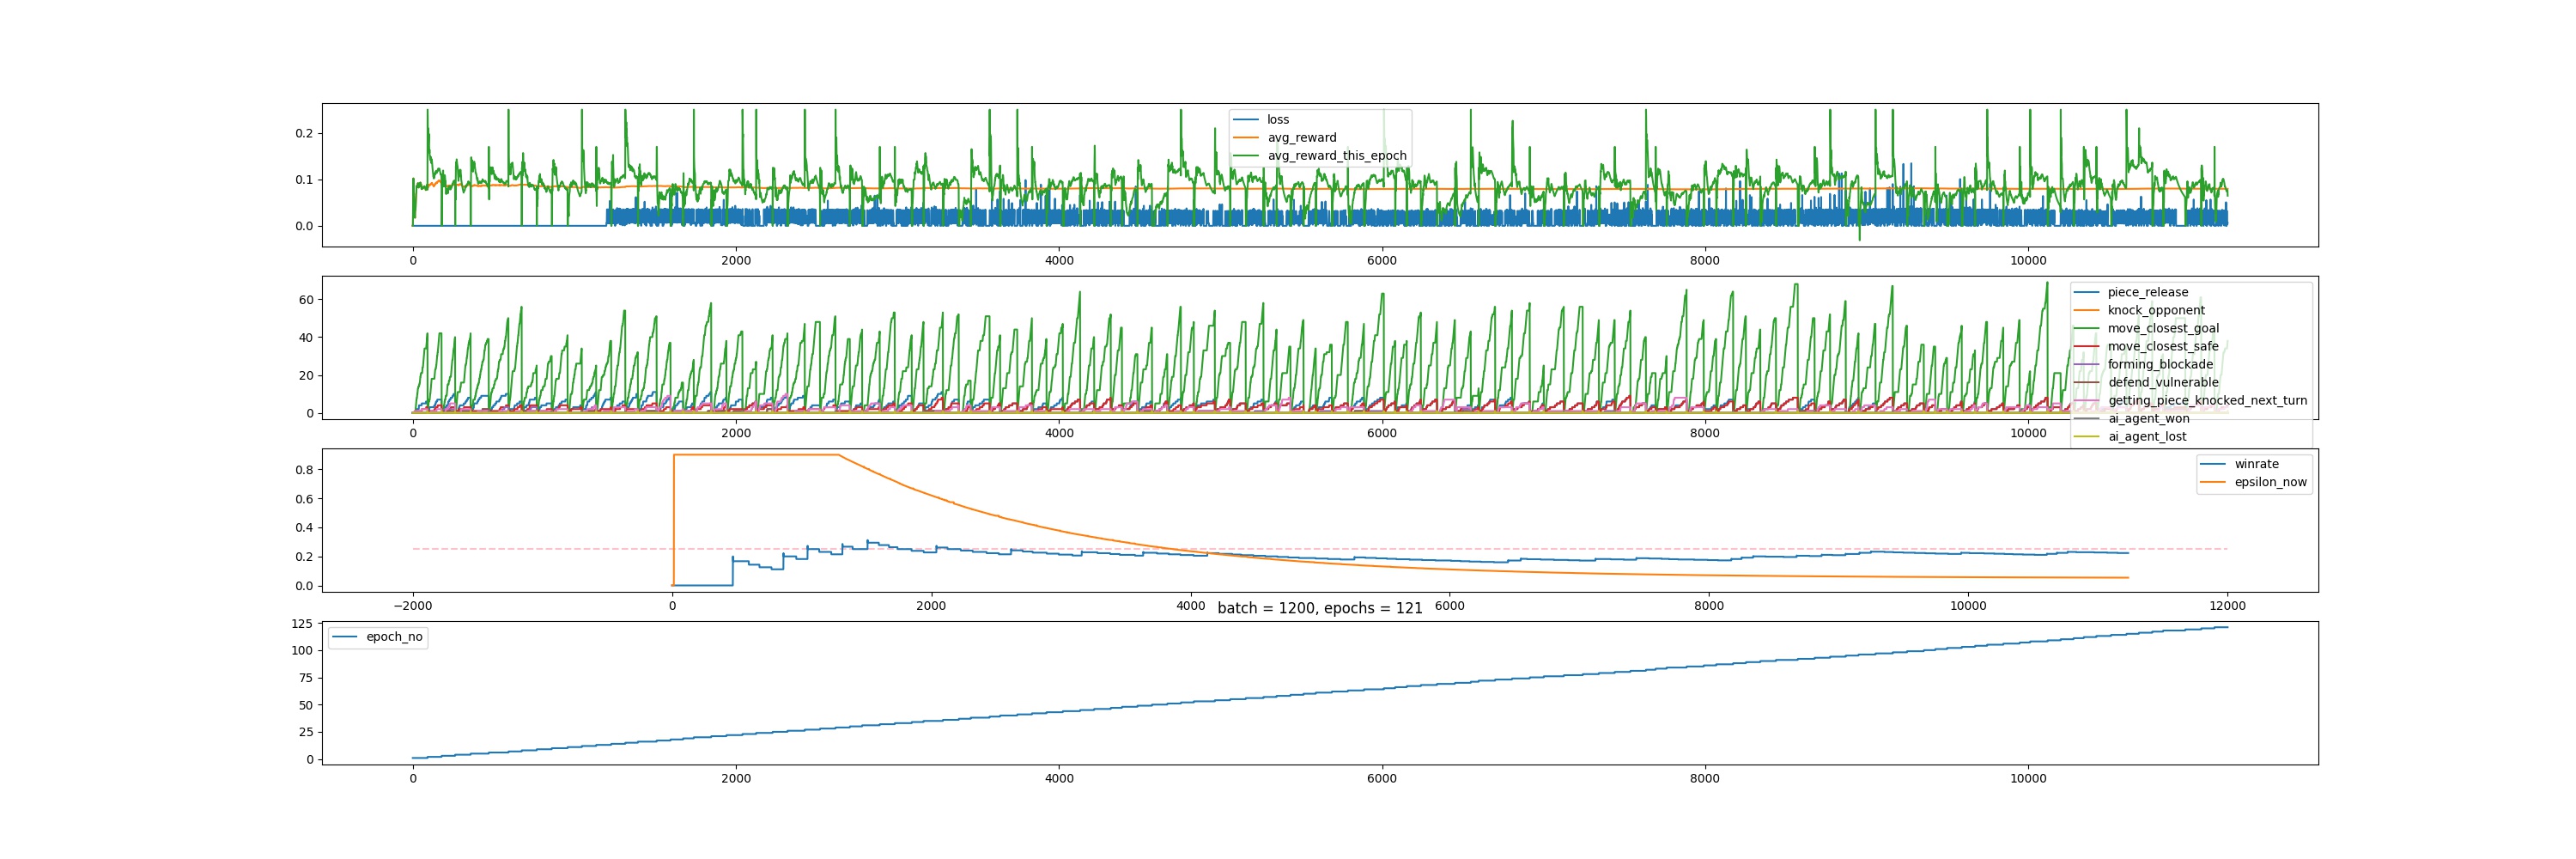 0.2
0.1
0.0
loss
avg_reward
avg_reward_this_epoch
0 2000 4000 6000 8000 10000
60
40
20
0
piece_release
knock_opponent
move_closest_goal
move_closest_safe
forming_blockade
defend_vulnerable
getting_piece_knocked_next_turn
ai_agent_won
ai_agent_lost
0 2000 4000 6000 8000 10000
0.8
0.6
0.4
0.2
0.0
winrate
epsilon_now
−2000 0 2000 4000 6000 8000 10000 12000
batch = 1200, epochs = 121
125
100
75
50
25
0
epoch_no
0 2000 4000 6000 8000 10000